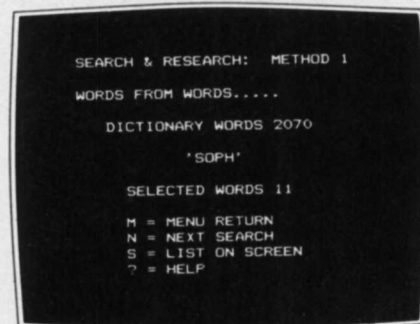 SEARCH & RESEARCH: METHOD 1
WORDS FROM WORDS.....
DICTIONARY WORDS 2070
'SOPH'
SELECTED WORDS 11
M = MENU RETURN
N = NEXT SEARCH
S = LIST ON SCREEN
? = HELP